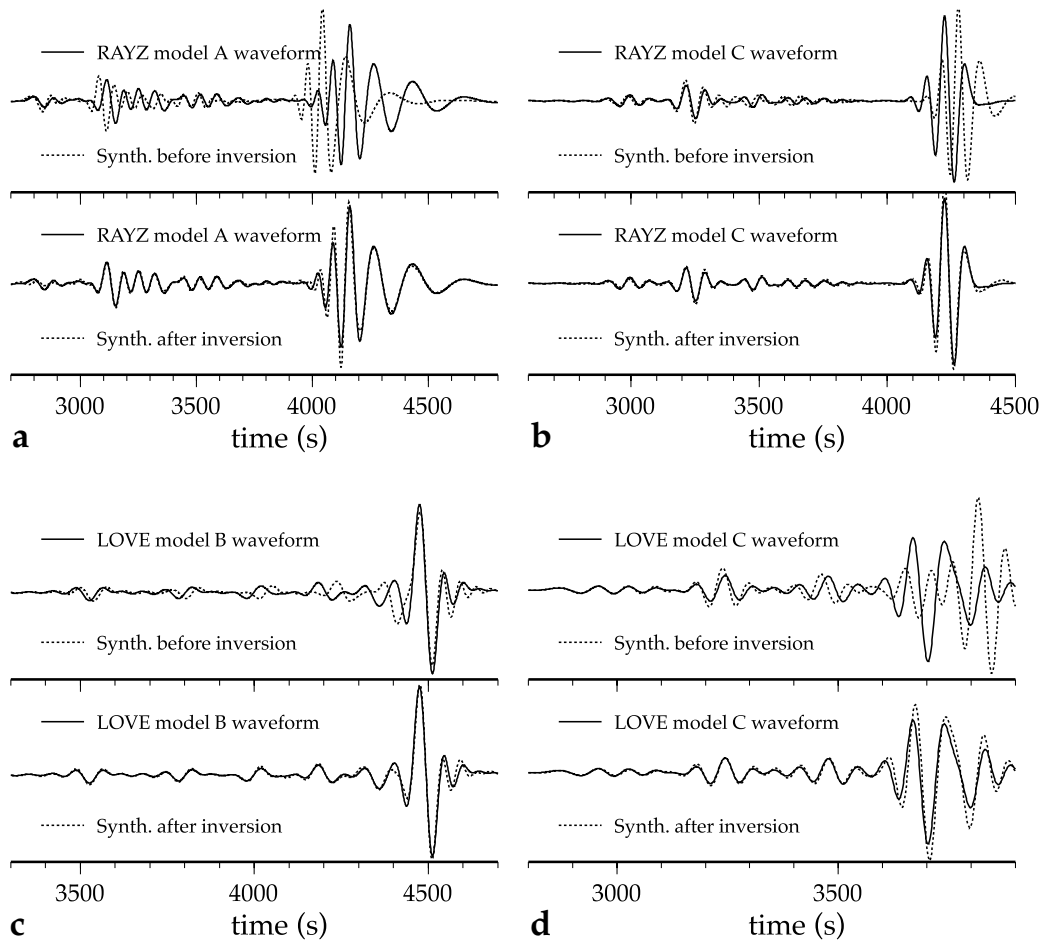 RAYZ model A waveform
Synth. before inversion
RAYZ model A waveform
Synth. after inversion
3000 3500 4000 4500
a time (s)
RAYZ model C waveform
Synth. before inversion
RAYZ model C waveform
Synth. after inversion
3000 3500 4000 4500
b time (s)
LOVE model B waveform
Synth. before inversion
LOVE model B waveform
Synth. after inversion
3500 4000 4500
c time (s)
LOVE model C waveform
Synth. before inversion
LOVE model C waveform
Synth. after inversion
3000 3500
d time (s)